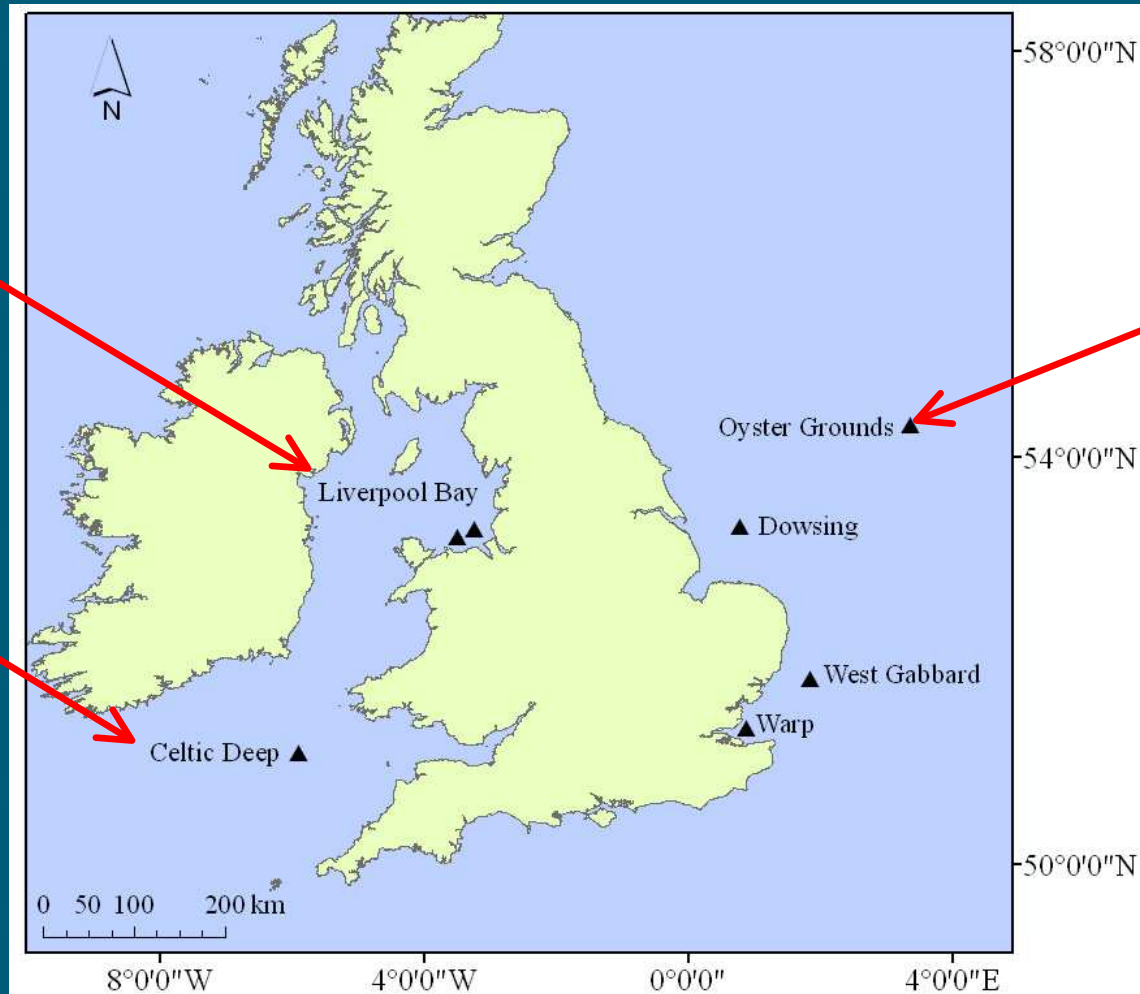 58°0'0"N
N
Oyster Grounds
54°0'0"N
Liverpool Bay
Dowsing
West Gabbard
Warp
Celtic Deep
50°0'0"N
0 50 100 200 km
8°0'0"W 4°0'0"W 0°0'0" 4°0'0"E